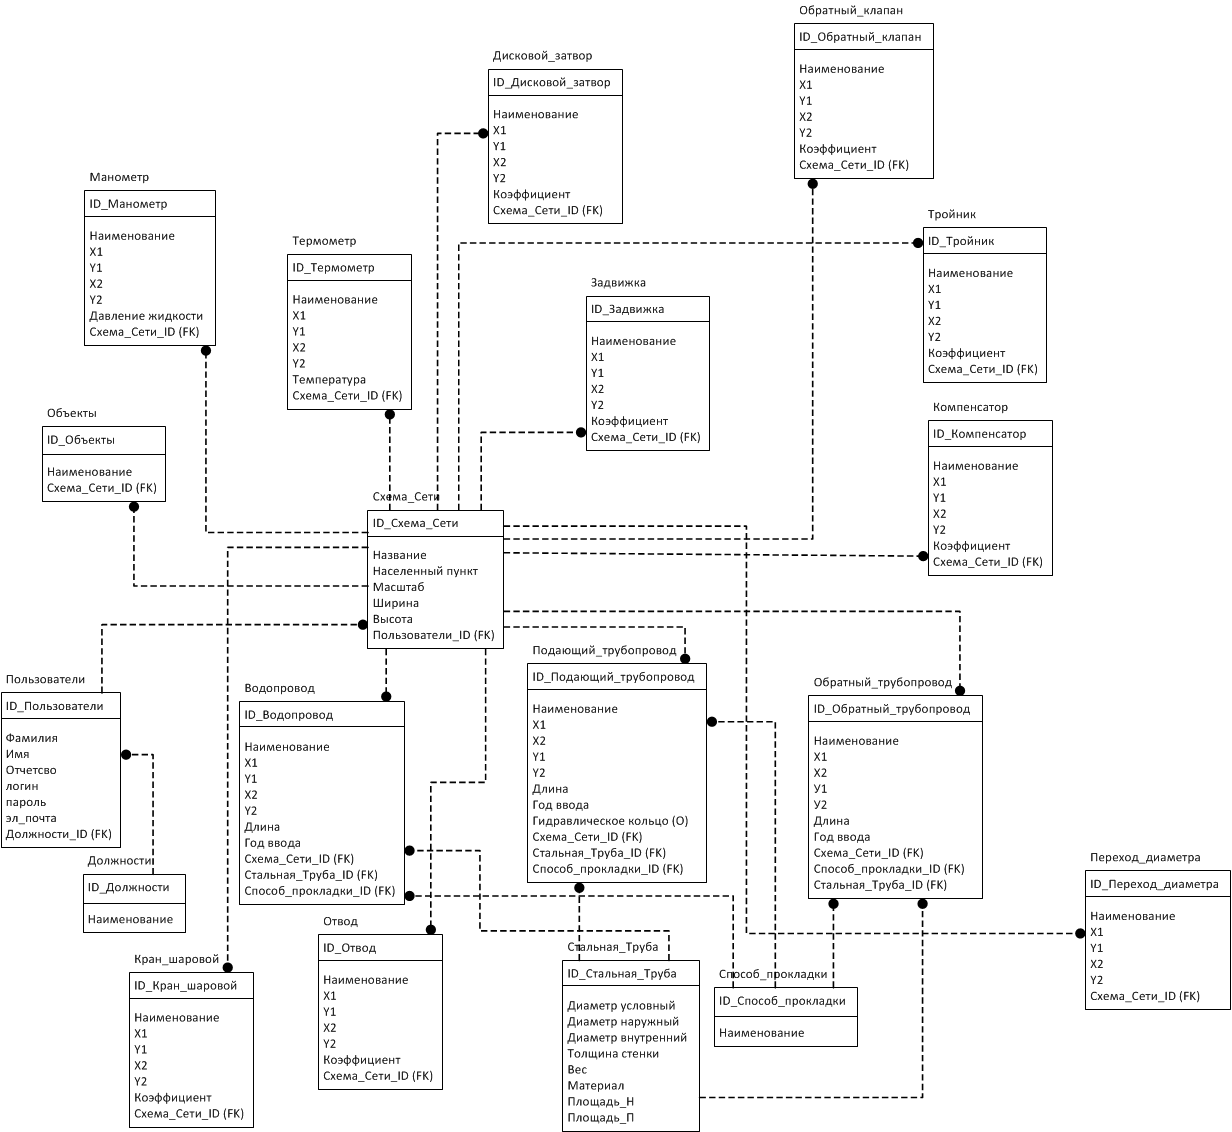 Обратный_клапан
ID_Обратный_клапан
Наименование
X1
Y1
X2
Y2
Коэффициент
Схема_Сети_ID (FK)
Дисковой_затвор
ID_Дисковой_затвор
Наименование
X1
Y1
X2
Y2
Коэффициент
Схема_Сети_ID (FK)
Манометр
ID_Манометр
Наименование
X1
Y1
X2
Y2
Давление жидкости
Схема_Сети_ID (FK)
Термометр
ID_Термометр
Наименование
X1
Y1
X2
Y2
Температура
Схема_Сети_ID (FK)
Тройник
ID_Тройник
Наименование
X1
Y1
X2
Y2
Коэффициент
Схема_Сети_ID (FK)
Задвижка
ID_Задвижка
Наименование
X1
Y1
X2
Y2
Коэффициент
Схема_Сети_ID (FK)
Объекты
ID_Объекты
Наименование
Схема_Сети_ID (FK)
Компенсатор
ID_Компенсатор
Наименование
X1
Y1
X2
Y2
Коэффициент
Схема_Сети_ID (FK)
Схема_Сети
ID_Схема_Сети
Название
Населенный пункт
Масштаб
Ширина
Высота
Пользователи_ID (FK)
Пользователи
ID_Пользователи
Фамилия
Имя
Отчетсво
логин
пароль
эл_почта
Должности_ID (FK)
Водопровод
ID_Водопровод
Наименование
X1
Y1
X2
Y2
Длина
Год ввода
Схема_Сети_ID (FK)
Стальная_Труба_ID (FK)
Способ_прокладки_ID (FK)
Подающий_трубопровод
ID_Подающий_трубопровод
Наименование
X1
X2
Y1
Y2
Длина
Год ввода
Гидравлическое кольцо (О)
Схема_Сети_ID (FK)
Стальная_Труба_ID (FK)
Способ_прокладки_ID (FK)
Обратный_трубопровод
ID_Обратный_трубопровод
Наименование
X1
X2
У1
У2
Длина
Год ввода
Схема_Сети_ID (FK)
Способ_прокладки_ID (FK)
Стальная_Труба_ID (FK)
Должности
ID_Должности
Наименование
Переход_диаметра
ID_Переход_диаметра
Наименование
X1
Y1
X2
Y2
Схема_Сети_ID (FK)
Отвод
ID_Отвод
Наименование
X1
Y1
X2
Y2
Коэффициент
Схема_Сети_ID (FK)
Кран_шаровой
ID_Кран_шаровой
Наименование
X1
Y1
X2
Y2
Коэффициент
Схема_Сети_ID (FK)
Стальная_Труба
ID_Стальная_Труба
Диаметр условный
Диаметр наружный
Диаметр внутренний
Толщина стенки
Вес
Материал
Площадь_Н
Площадь_П
Способ_прокладки
ID_Способ_прокладки
Наименование